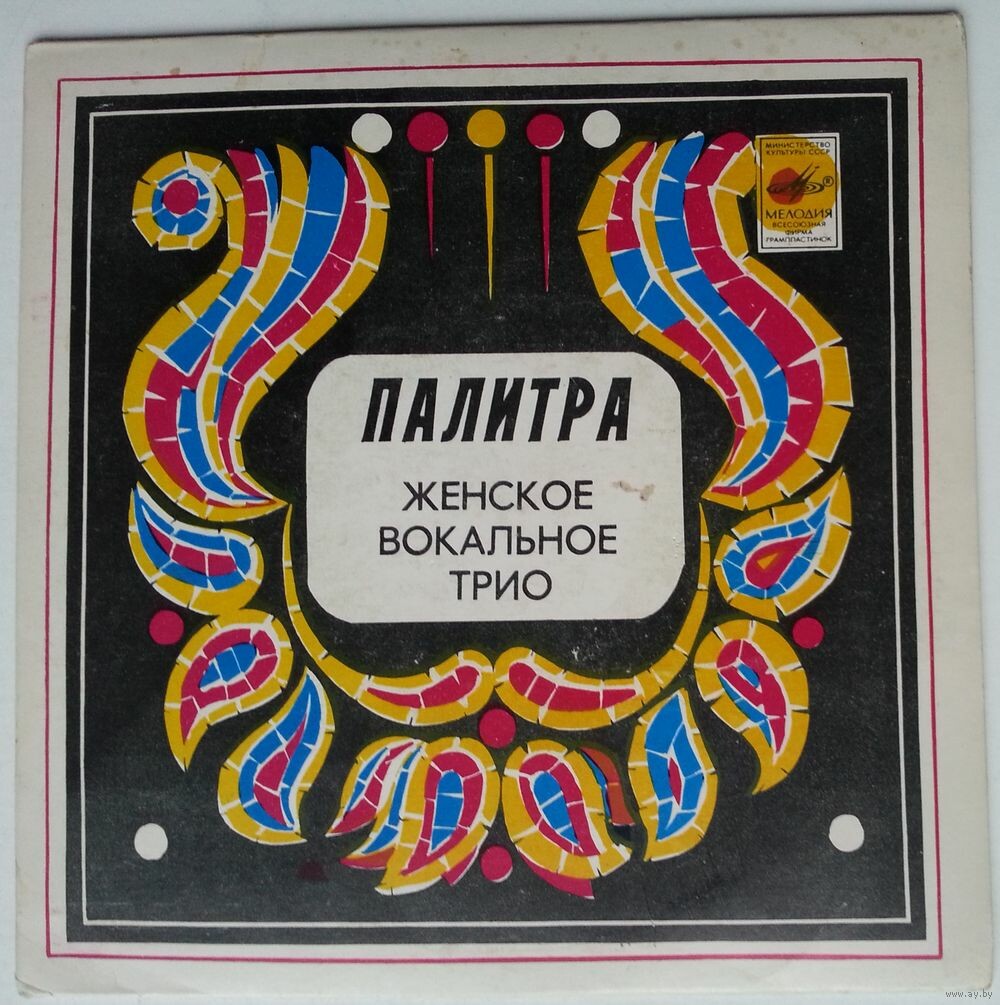 МИНИСТЕРСТВО
КУЛЬТУРЫ СССР
®
МЕЛОДИЯ
ВСЕСОЮЗНАЯ
ФИРМА
ГРАМПЛАСТИНОК
ПАЛИТРА
ЖЕНСКОЕ
ВОКАЛЬНОЕ
ТРИО
www.ay.by